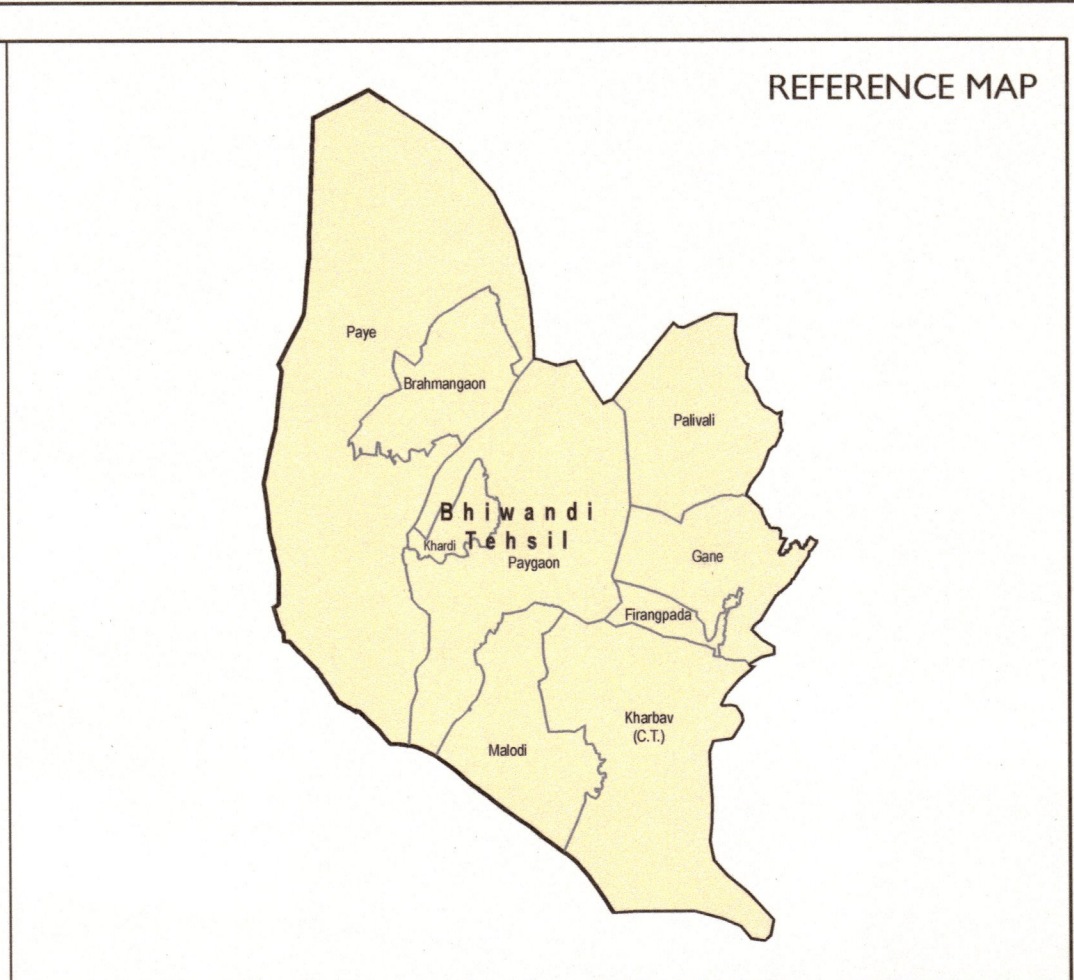 REFERENCE MAP
Paye
Brahmangaon
Palivali
Bhiwandi
Tehsil
Khardi
Paygaon
Gane
Firangpada
Kharbav
(C.T.)
Malodi